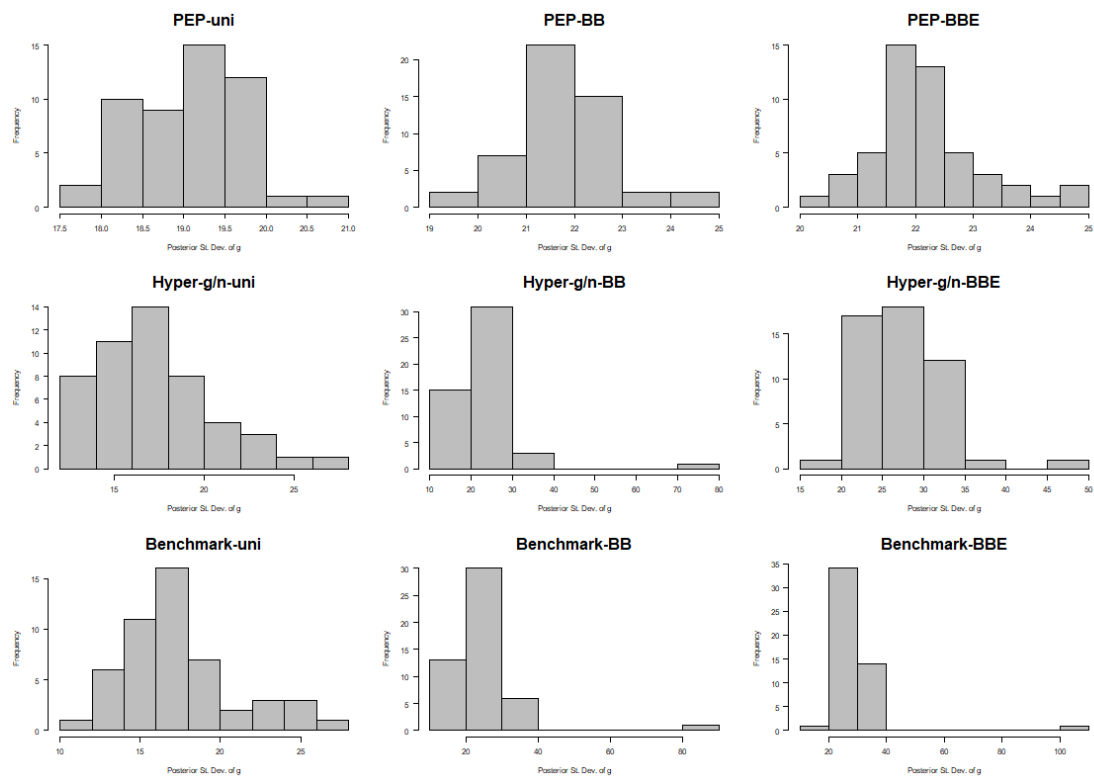 PEP-uni
Frequency
15
10
5
0
17.5 18.0 18.5 19.0 19.5 20.0 20.5 21.0
Posterior St. Dev. of g
PEP-BB
Frequency
20
15
10
5
0
19 20 21 22 23 24 25
Posterior St. Dev. of g
PEP-BBE
Frequency
15
10
5
0
20 21 22 23 24 25
Posterior St. Dev. of g
Hyper-g/n-uni
Frequency
14
12
10
8
6
4
2
0
15 20 25
Posterior St. Dev. of g
Hyper-g/n-BB
Frequency
30
25
20
15
10
5
0
10 20 30 40 50 60 70 80
Posterior St. Dev. of g
Hyper-g/n-BBE
Frequency
15
10
5
0
15 20 25 30 35 40 45 50
Posterior St. Dev. of g
Benchmark-uni
Frequency
15
10
5
0
10 15 20 25
Posterior St. Dev. of g
Benchmark-BB
Frequency
30
25
20
15
10
5
0
20 40 60 80
Posterior St. Dev. of g
Benchmark-BBE
Frequency
35
30
25
20
15
10
5
0
20 40 60 80 100
Posterior St. Dev. of g